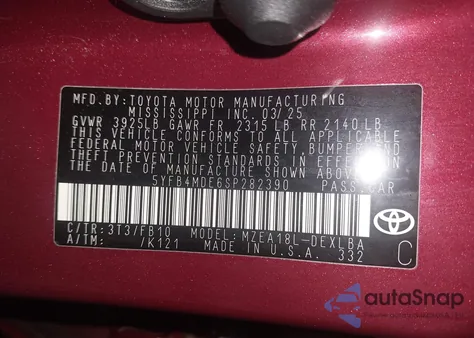 MFD.BY:TOYOTA MOTOR MANUFACTURING
MISSISSIPPI INC. 03/25
GVWR 3925LB GAWR FR 2315 LB RR 2140 LB
THIS VEHICLE CONFORMS TO ALL APPLICABLE
FEDERAL MOTOR VEHICLE SAFETY,BUMPER,AND
THEFT PREVENTION STANDARDS IN EFFECT ON
THE DATE OF MANUFACTURE SHOWN ABOVE.
5YFB4MDE6SP282390 PASS.CAR
C/TR:3T3/FB10 MODEL:MZEA18L-DEXLBA
A/TM: /K121 MADE IN U.S.A. 332
TOYOTA
C
autoSnap